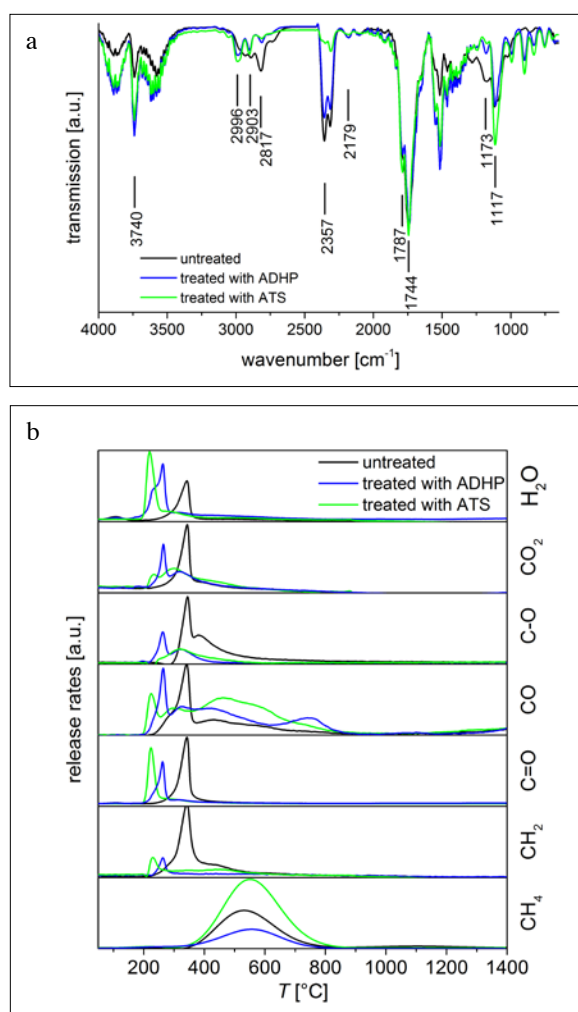 a
transmission [a.u.]
3740
2996
2903
2817
2357
2179
1787
1744
1173
1117
untreated
treated with ADHP
treated with ATS
4000 3500 3000 2500 2000 1500 1000
wavenumber [cm⁻¹]
b
release rates [a.u.]
untreated
treated with ADHP
treated with ATS
H₂O
CO₂
C-O
CO
C=O
CH₂
CH₄
200 400 600 800 1000 1200 1400
T [°C]